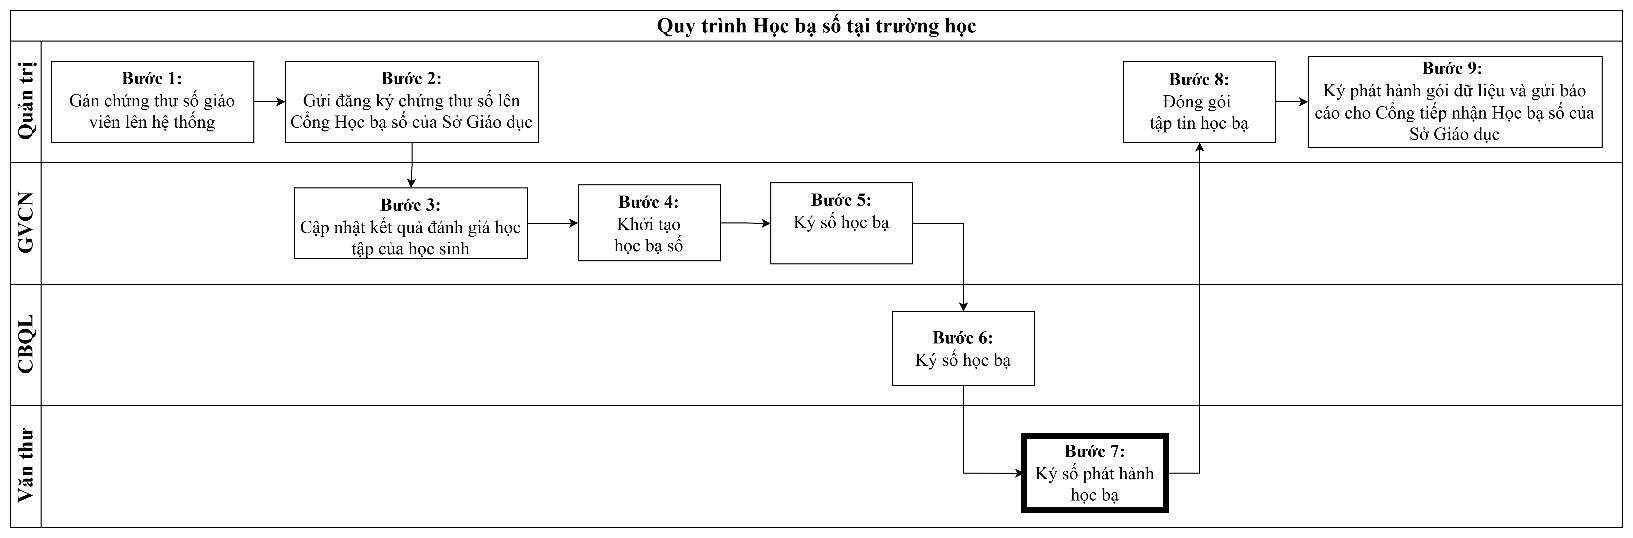 Quy trình Học bạ số tại trường học
Quản trị
Bước 1:
Gán chứng thư số giáo
viên lên hệ thống
Bước 2:
Gửi đăng ký chứng thư số lên
Cổng Học bạ số của Sở Giáo dục
Bước 8:
Đóng gói
tập tin học bạ
Bước 9:
Ký phát hành gói dữ liệu và gửi báo
cáo cho Cổng tiếp nhận Học bạ số của
Sở Giáo dục
GVCN
Bước 3:
Cập nhật kết quả đánh giá học
tập của học sinh
Bước 4:
Khởi tạo
học bạ số
Bước 5:
Ký số học bạ
CBQL
Bước 6:
Ký số học bạ
Văn thư
Bước 7:
Ký số phát hành
học bạ